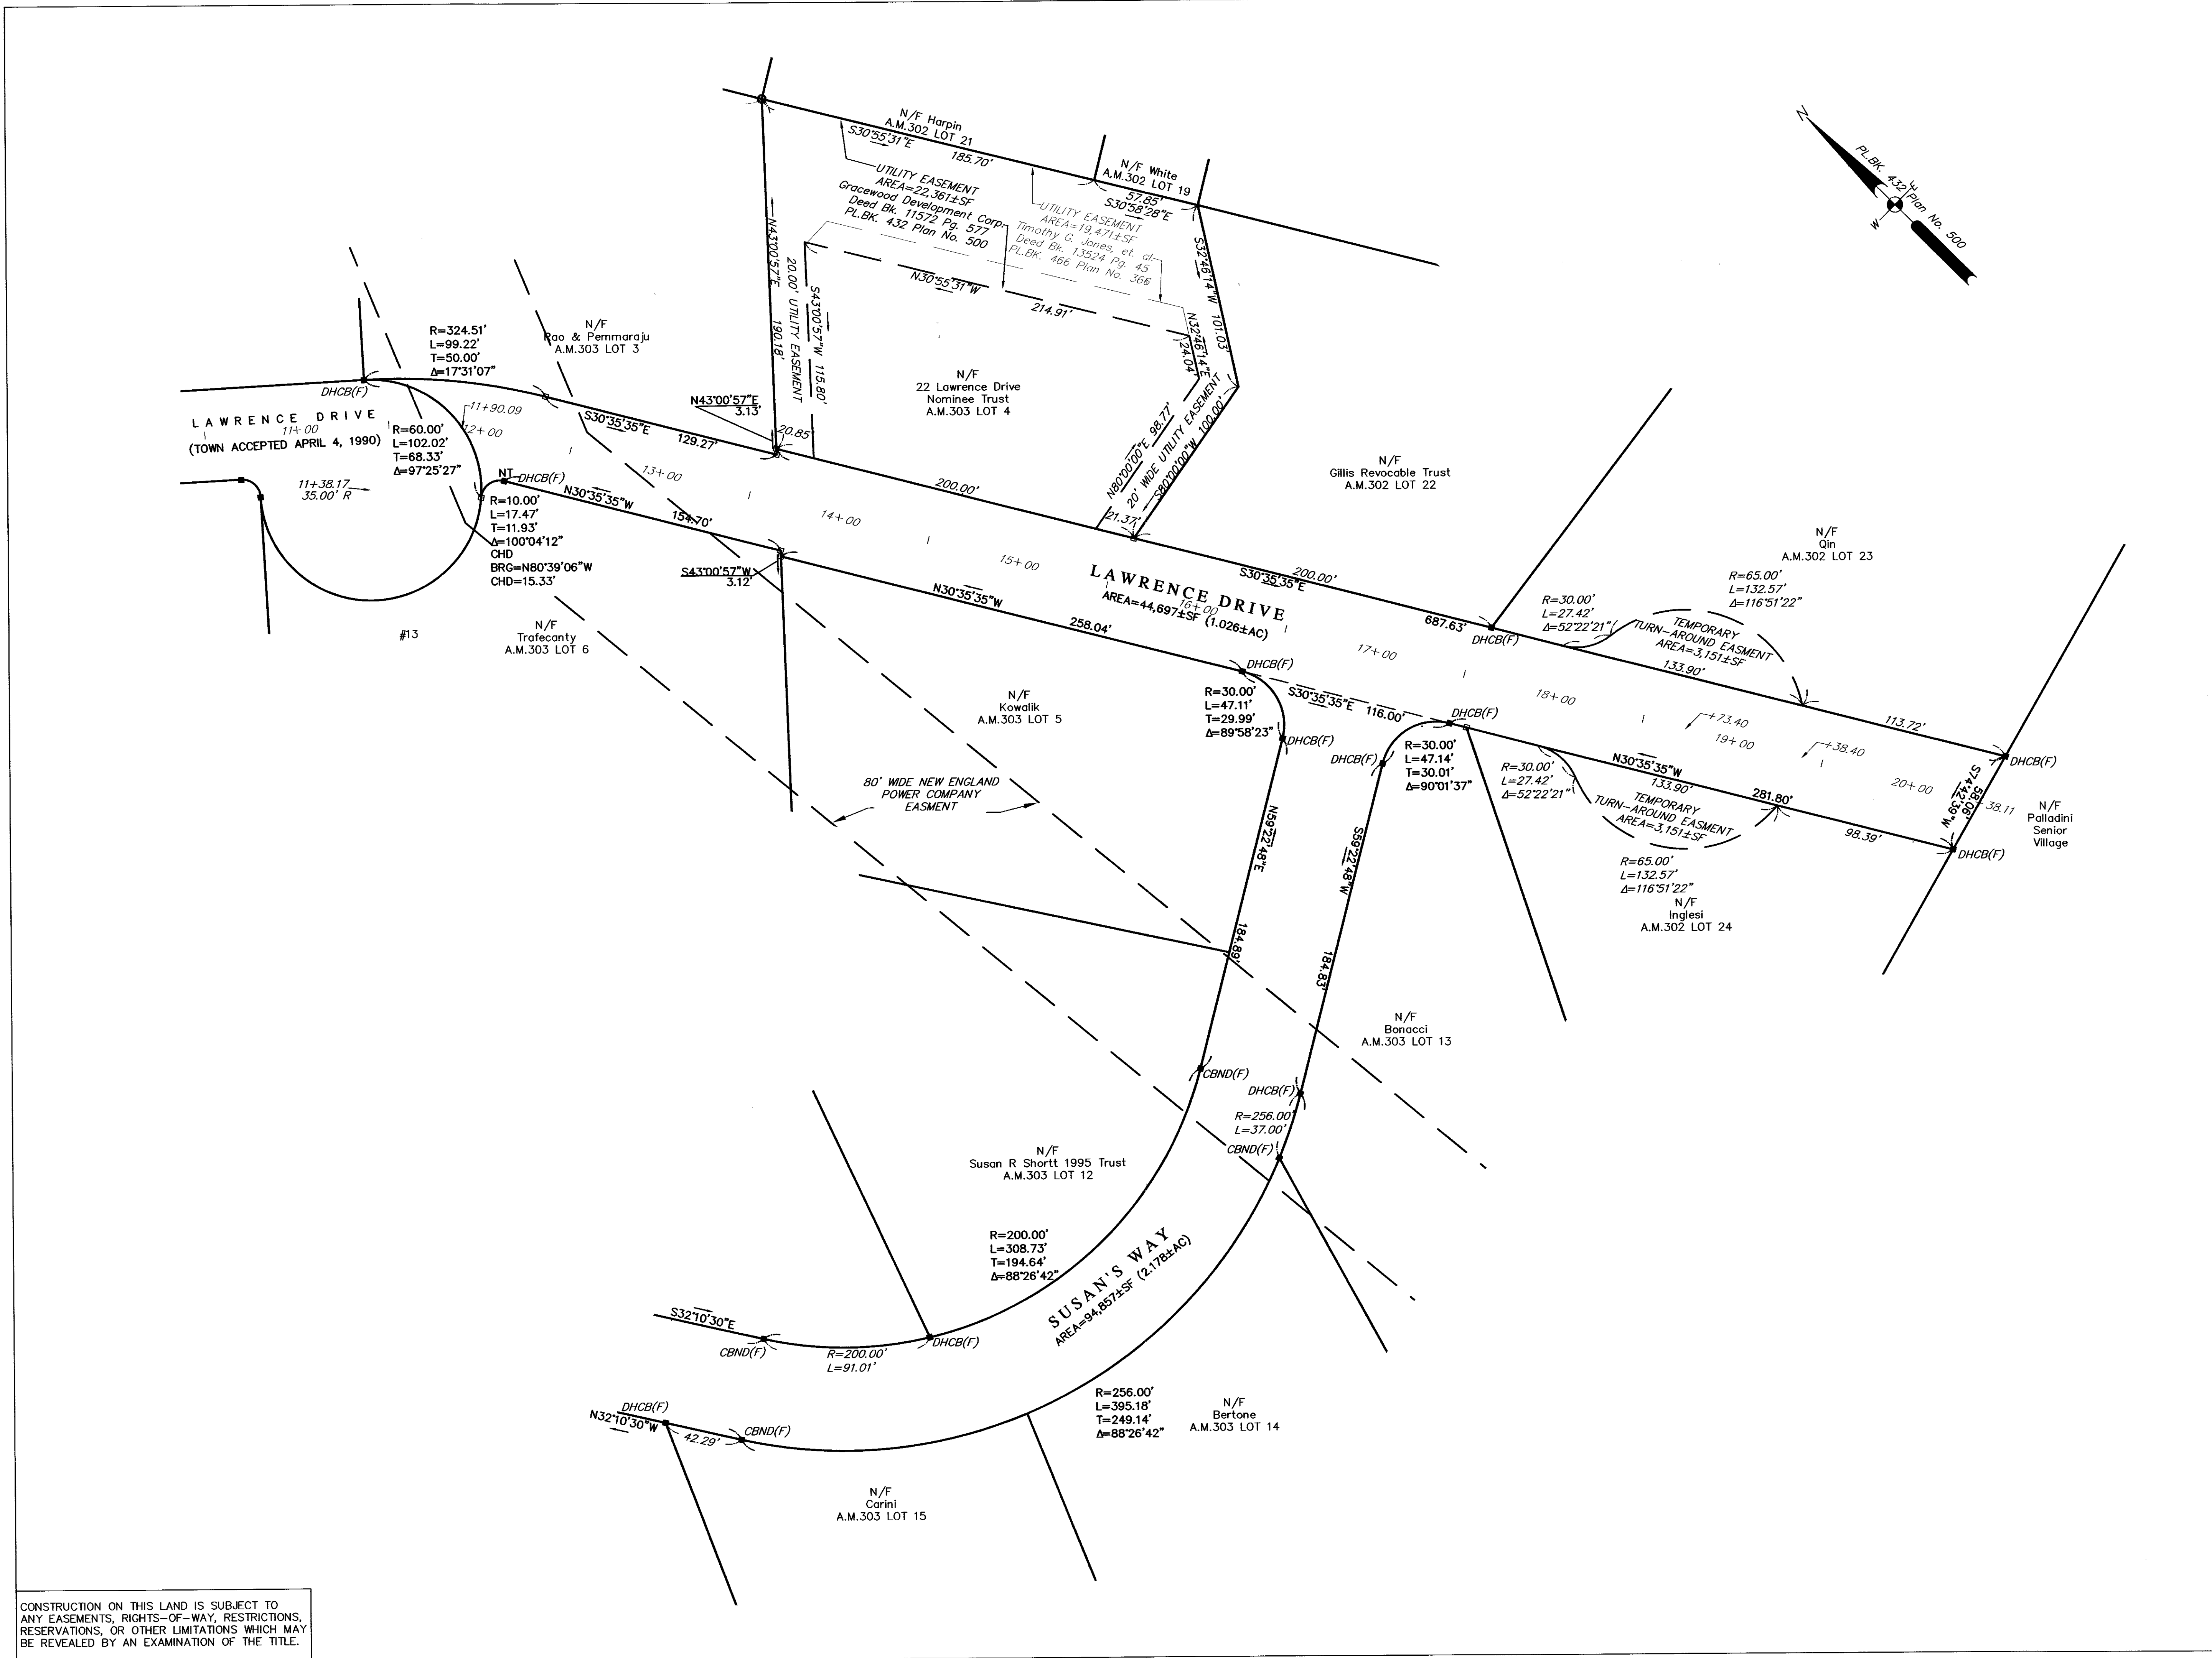 N/F Harpin
A.M.302 LOT 21
S30°55'31"E
185.70'
N/F White
A.M.302 LOT 19
57.85'
S30°58'28"E
UTILITY EASEMENT
AREA=22,361±SF
Gracewood Development Corp.
Deed Bk. 11572 Pg. 577
PL.BK. 432 Plan No. 500
UTILITY EASEMENT
AREA=19,471±SF
Timothy G. Jones, et. al.
Deed Bk. 13524 Pg. 45
PL.BK. 466 Plan No. 366
N
PL.BK. 432 Plan No. 500
E
W
N43°00'57"E 190.18'
20.00' UTILITY EASEMENT
S43°00'57"W 115.80'
N30°55'31"W
214.91'
S32°46'14"W 101.03'
N32°46'14"E
24.04'
N80°00'00"E 98.77'
20' WIDE UTILITY EASEMENT
S80°00'00"W 100.00'
21.37'
R=324.51'
L=99.22'
T=50.00'
Δ=17°31'07"
N/F
Rao & Pemmaraju
A.M.303 LOT 3
N/F
22 Lawrence Drive
Nominee Trust
A.M.303 LOT 4
DHCB(F)
LAWRENCE DRIVE
11+00
(TOWN ACCEPTED APRIL 4, 1990)
11+90.09
12+00
R=60.00'
L=102.02'
T=68.33'
Δ=97°25'27"
S30°35'35"E
129.27'
N43°00'57"E
3.13'
20.85'
11+38.17
35.00' R
NT
DHCB(F)
R=10.00'
L=17.47'
T=11.93'
Δ=100°04'12"
CHD
BRG=N80°39'06"W
CHD=15.33'
N30°35'35"W
154.70'
13+00
14+00
200.00'
S43°00'57"W
3.12'
15+00
LAWRENCE DRIVE
16+00
AREA=44,697±SF (1.026±AC)
S30°35'35"E
200.00'
687.63'
N30°35'35"W
258.04'
#13
N/F
Trafecanty
A.M.303 LOT 6
N/F
Gillis Revocable Trust
A.M.302 LOT 22
N/F
Qin
A.M.302 LOT 23
R=65.00'
L=132.57'
Δ=116°51'22"
R=30.00'
L=27.42'
Δ=52°22'21"
TEMPORARY
TURN-AROUND EASMENT
AREA=3,151±SF
133.90'
DHCB(F)
17+00
18+00
+73.40
19+00
+38.40
20+00
113.72'
DHCB(F)
S74°42'39"W
58.06'
38.11
N/F
Palladini
Senior
Village
DHCB(F)
R=30.00'
L=47.11'
T=29.99'
Δ=89°58'23"
S30°35'35"E
116.00'
DHCB(F)
DHCB(F)
DHCB(F)
R=30.00'
L=47.14'
T=30.01'
Δ=90°01'37"
R=30.00'
L=27.42'
Δ=52°22'21"
N30°35'35"W
133.90'
281.80'
TEMPORARY
TURN-AROUND EASMENT
AREA=3,151±SF
98.39'
DHCB(F)
R=65.00'
L=132.57'
Δ=116°51'22"
N/F
Inglesi
A.M.302 LOT 24
N/F
Kowalik
A.M.303 LOT 5
80' WIDE NEW ENGLAND
POWER COMPANY
EASMENT
N59°22'48"E
184.89'
S59°22'48"W
184.83'
N/F
Bonacci
A.M.303 LOT 13
CBND(F)
DHCB(F)
R=256.00'
L=37.00'
CBND(F)
N/F
Susan R Shortt 1995 Trust
A.M.303 LOT 12
R=200.00'
L=308.73'
T=194.64'
Δ=88°26'42"
SUSAN'S WAY
AREA=94,857±SF (2.178±AC)
S32°10'30"E
CBND(F)
R=200.00'
L=91.01'
DHCB(F)
DHCB(F)
N32°10'30"W
42.29'
CBND(F)
R=256.00'
L=395.18'
T=249.14'
Δ=88°26'42"
N/F
Bertone
A.M.303 LOT 14
N/F
Carini
A.M.303 LOT 15
CONSTRUCTION ON THIS LAND IS SUBJECT TO
ANY EASEMENTS, RIGHTS-OF-WAY, RESTRICTIONS,
RESERVATIONS, OR OTHER LIMITATIONS WHICH MAY
BE REVEALED BY AN EXAMINATION OF THE TITLE.